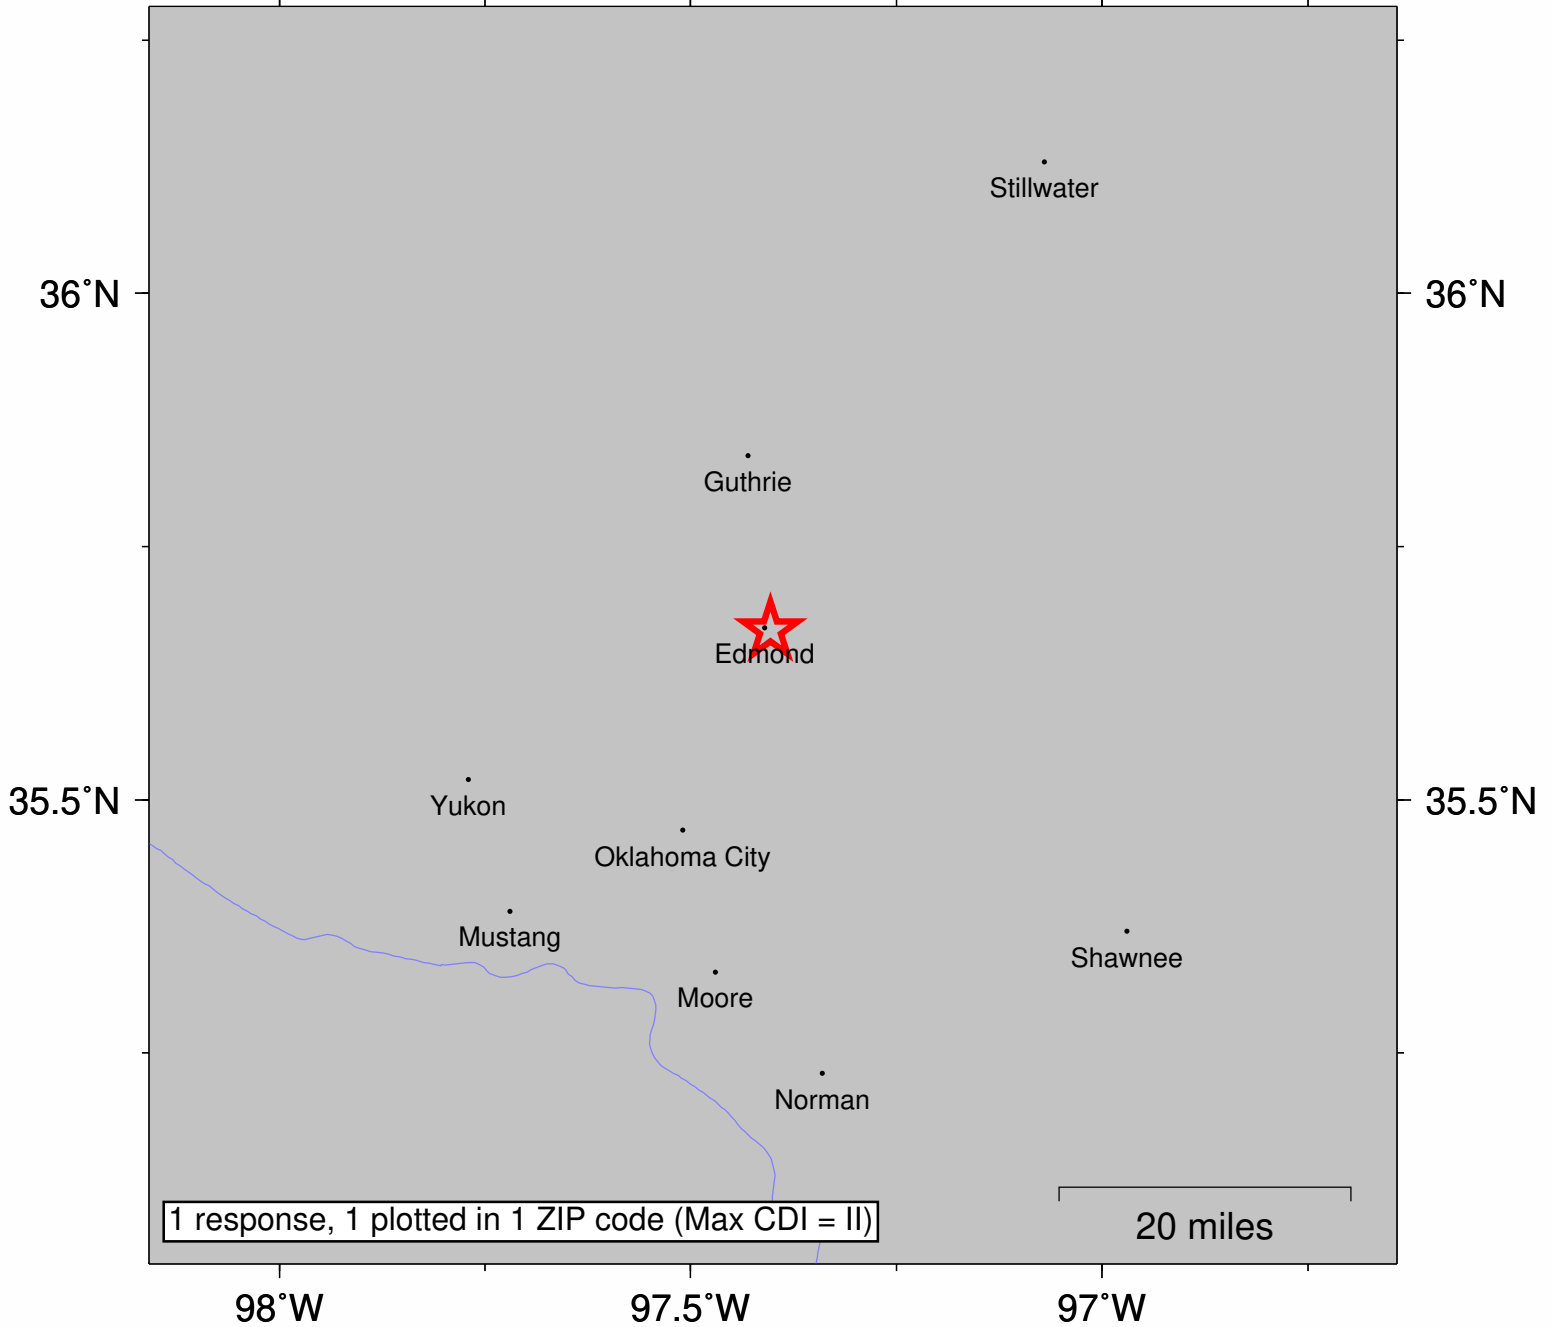 Stillwater
36˚N
36˚N
Guthrie
Edmond
35.5˚N
35.5˚N
Yukon
Oklahoma City
Mustang
Shawnee
Moore
Norman
1 response, 1 plotted in 1 ZIP code (Max CDI = II)
20 miles
98˚W
97.5˚W
97˚W